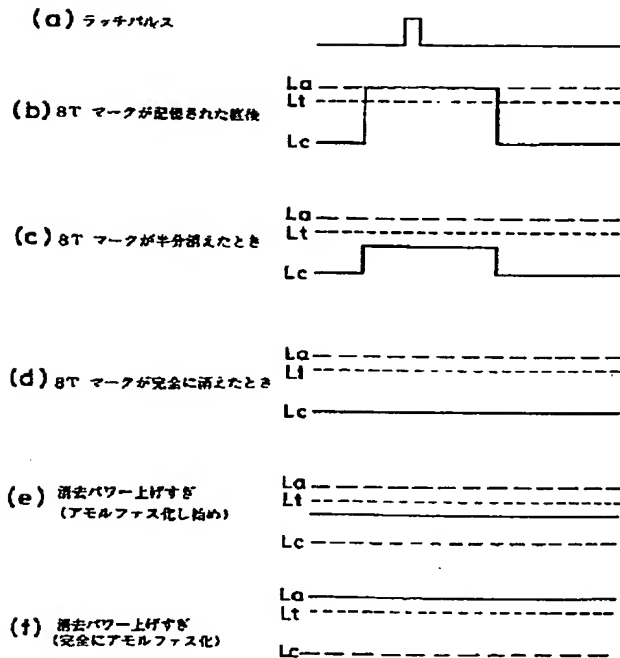 (a) ラッチパルス
La
Lt
(b) 8T マークが記憶された直後
Lc
La
Lt
(c) 8T マークが半分消えたとき
Lc
La
Lt
(d) 8T マークが完全に消えたとき
Lc
La
(e) 消去パワー上げすぎ
Lt
(アモルファス化し始め)
Lc
La
Lt
(f) 消去パワー上げすぎ
(完全にアモルファス化)
Lc